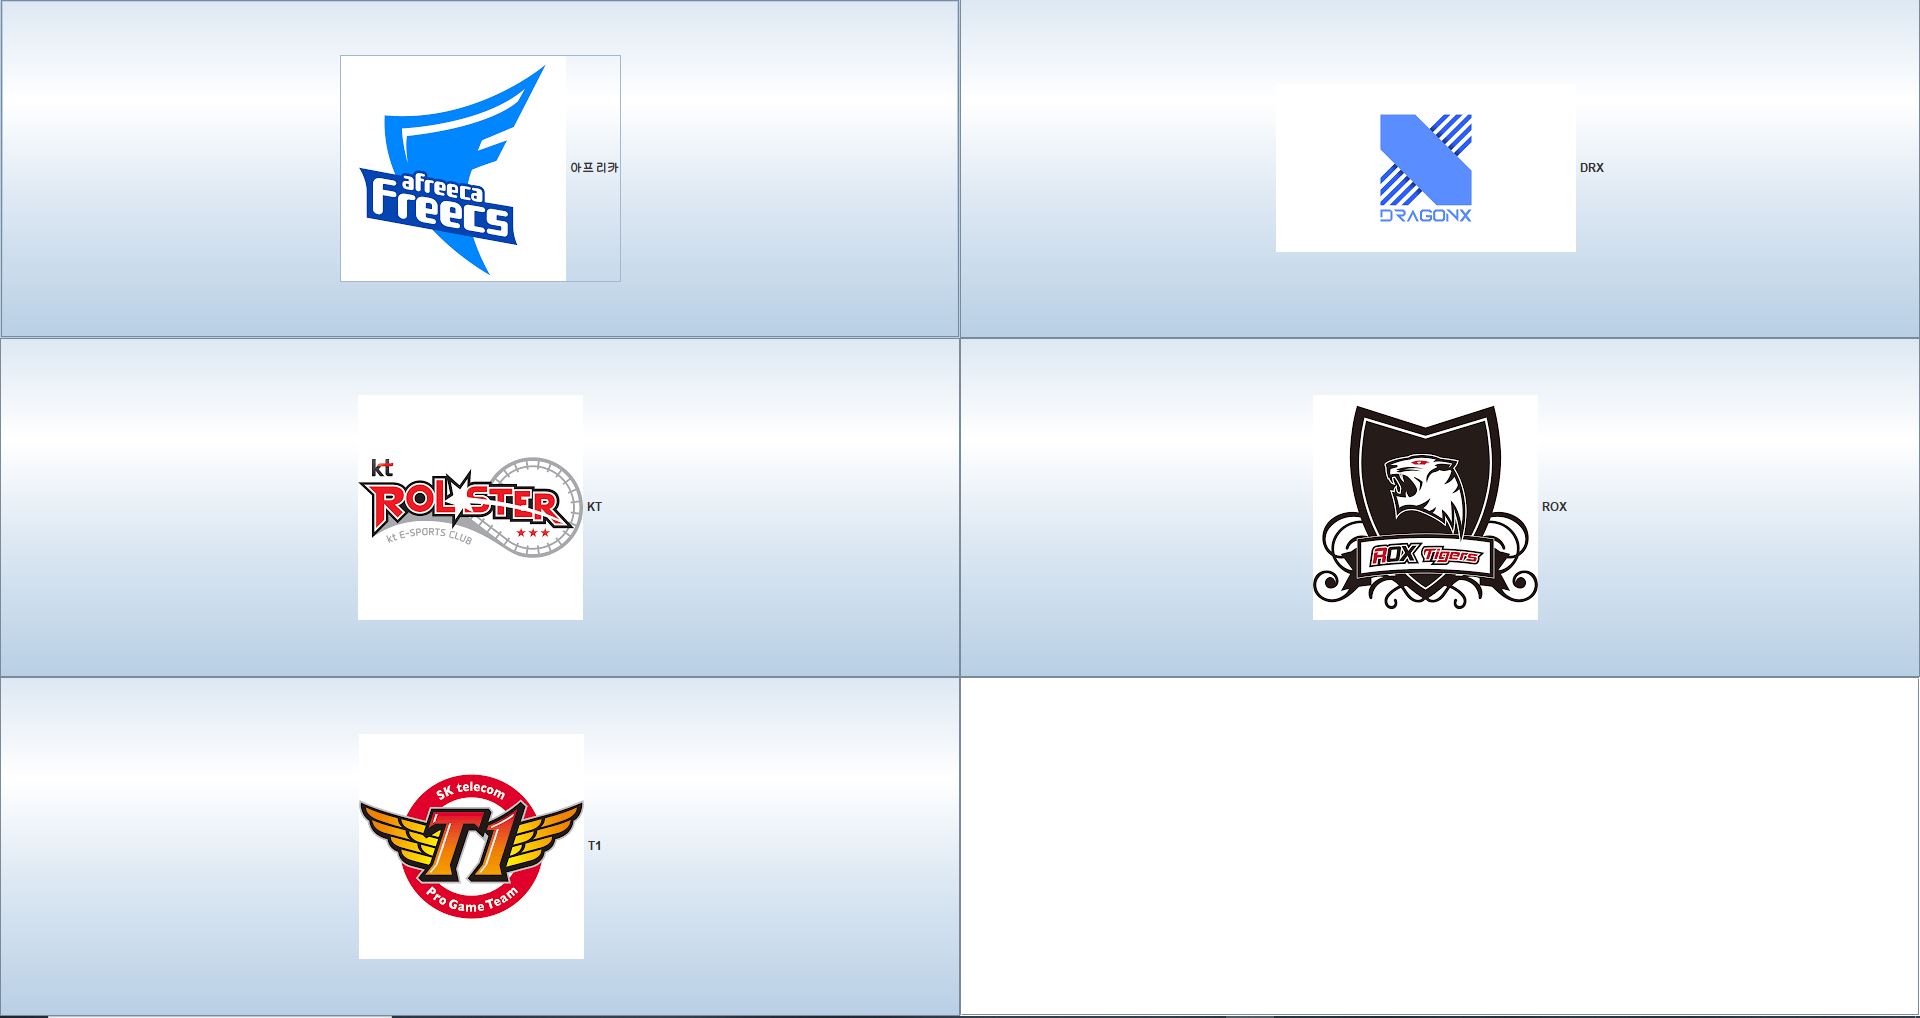 afreeca
Freecs
아프리카
DRAGONX
DRX
kt
ROLSTER
kt E-SPORTS CLUB
KT
ROX Tigers
ROX
SK telecom
T1
Pro Game Team
T1